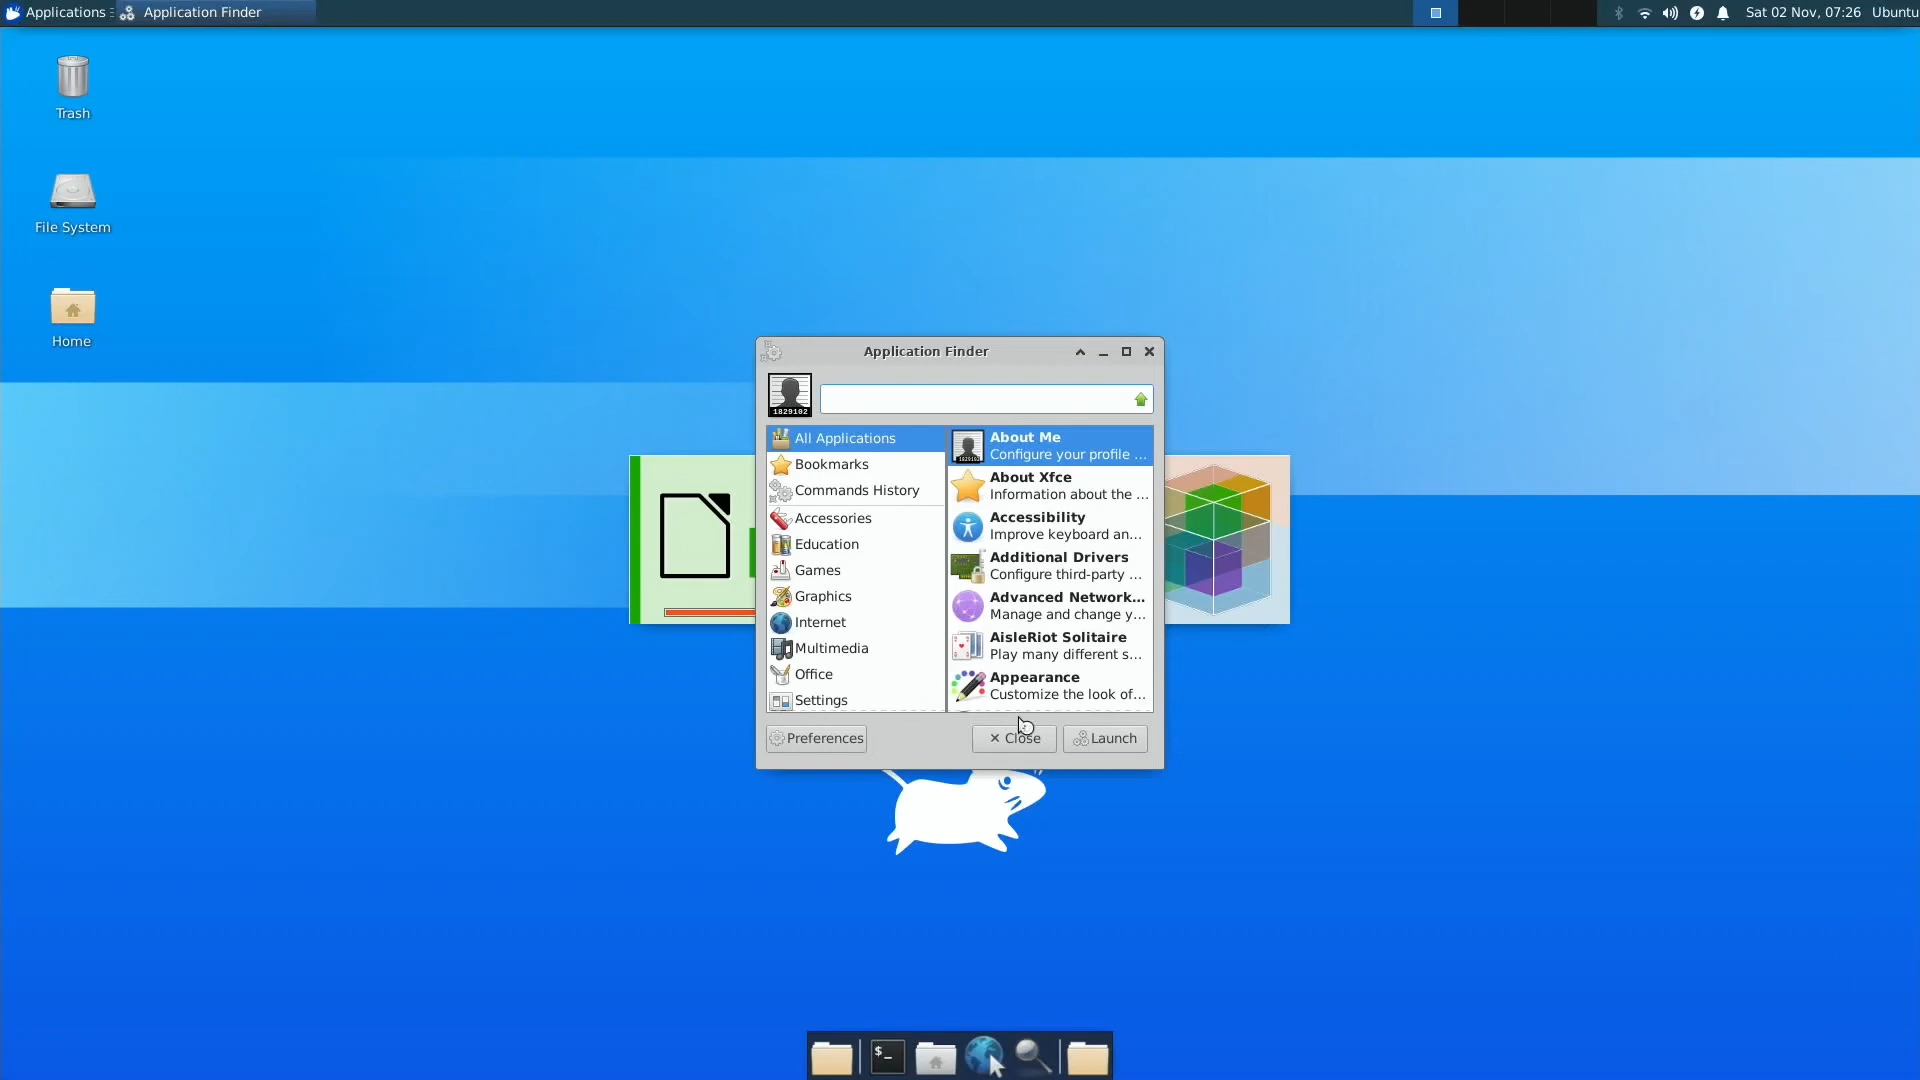 Applications
Application Finder
Sat 02 Nov, 07:26
Ubuntu
Trash
File System
Home
Application Finder
1829102
All Applications
Bookmarks
Commands History
Accessories
Education
Games
Graphics
Internet
Multimedia
Office
Settings
About Me
Configure your profile ...
About Xfce
Information about the ...
Accessibility
Improve keyboard an...
Additional Drivers
Configure third-party ...
Advanced Network...
Manage and change y...
AisleRiot Solitaire
Play many different s...
Appearance
Customize the look of...
Preferences
Close
Launch
$_